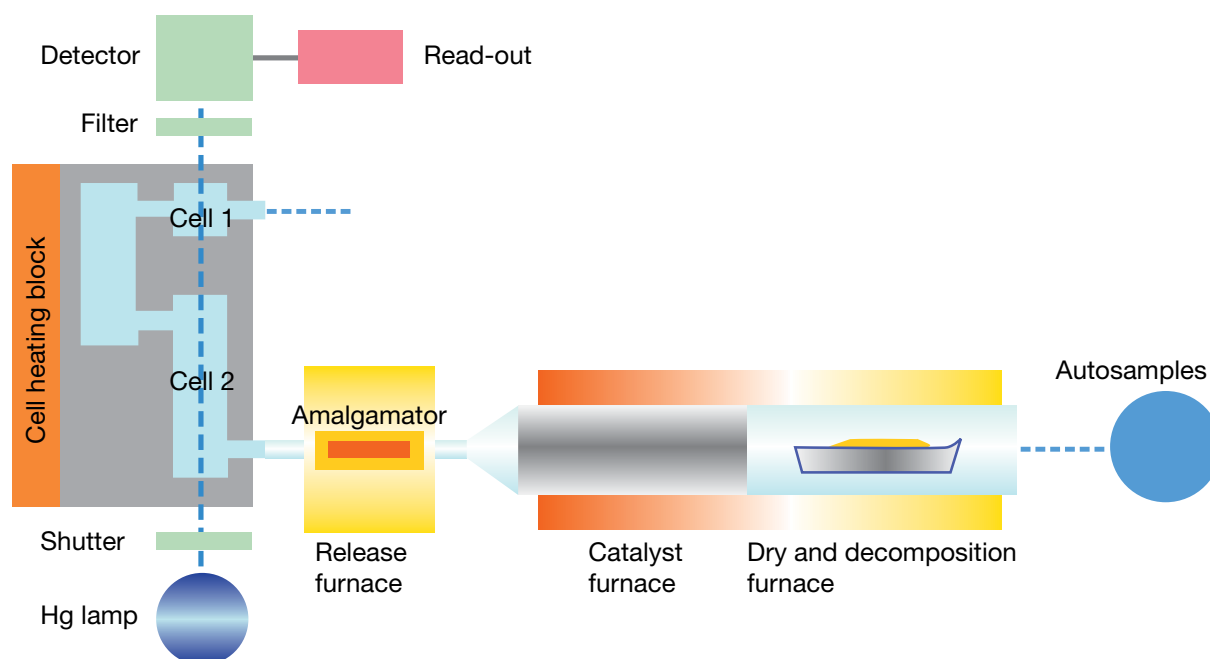 Detector
Read-out
Filter
Cell 1
Cell heating block
Cell 2
Autosamples
Amalgamator
Shutter
Release
furnace
Catalyst
furnace
Dry and decomposition
furnace
Hg lamp